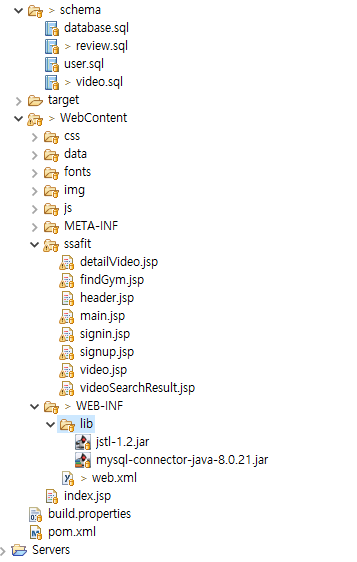 > schema
database.sql
> review.sql
user.sql
> video.sql
target
> WebContent
css
data
fonts
img
js
META-INF
ssafit
detailVideo.jsp
findGym.jsp
header.jsp
main.jsp
signin.jsp
signup.jsp
video.jsp
videoSearchResult.jsp
> WEB-INF
lib
jstl-1.2.jar
mysql-connector-java-8.0.21.jar
> web.xml
index.jsp
build.properties
pom.xml
Servers